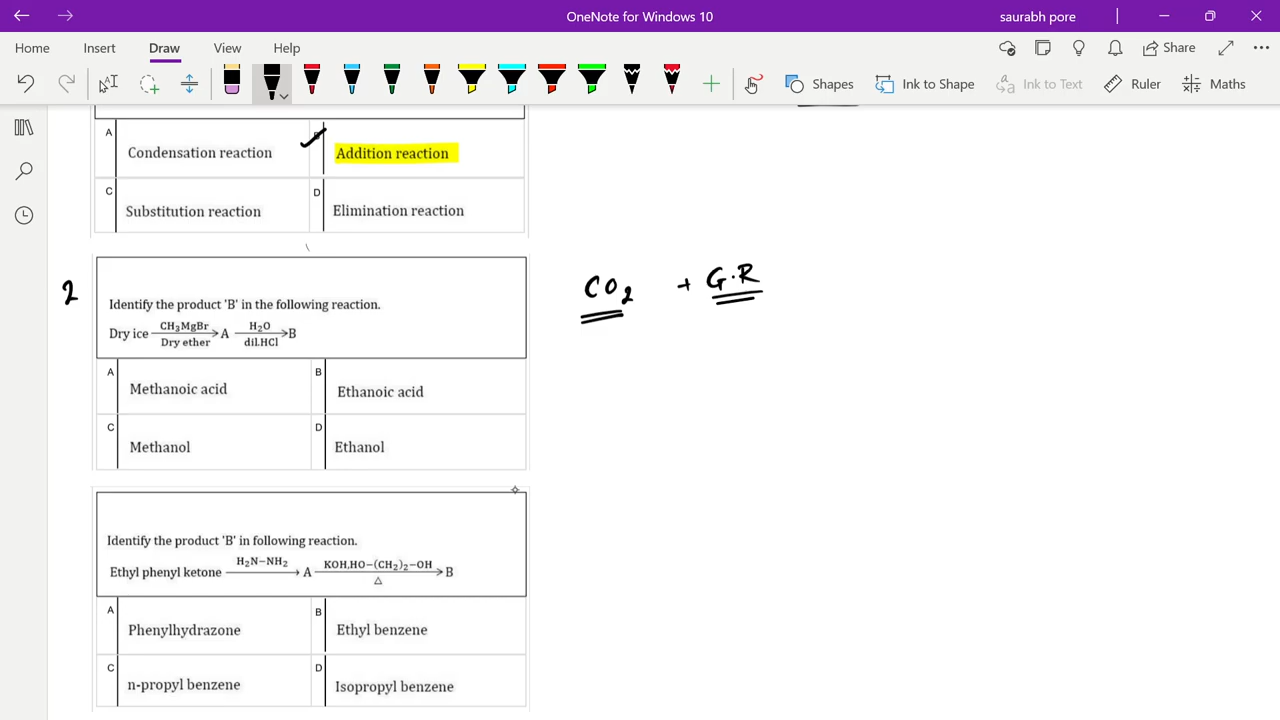 OneNote for Windows 10
saurabh pore
Home Insert Draw View Help
Share
Shapes Ink to Shape Ink to Text Ruler Maths
A Condensation reaction
Addition reaction
C Substitution reaction
D Elimination reaction
2
Identify the product 'B' in the following reaction.
CH₃MgBr H₂O
Dry ice → A → B
Dry ether dil.HCl
CO₂ + G·R
A Methanoic acid
B Ethanoic acid
C Methanol
D Ethanol
Identify the product 'B' in following reaction.
H₂N−NH₂ KOH,HO−(CH₂)₂−OH
Ethyl phenyl ketone → A → B
△
A Phenylhydrazone
B Ethyl benzene
C n-propyl benzene
D Isopropyl benzene